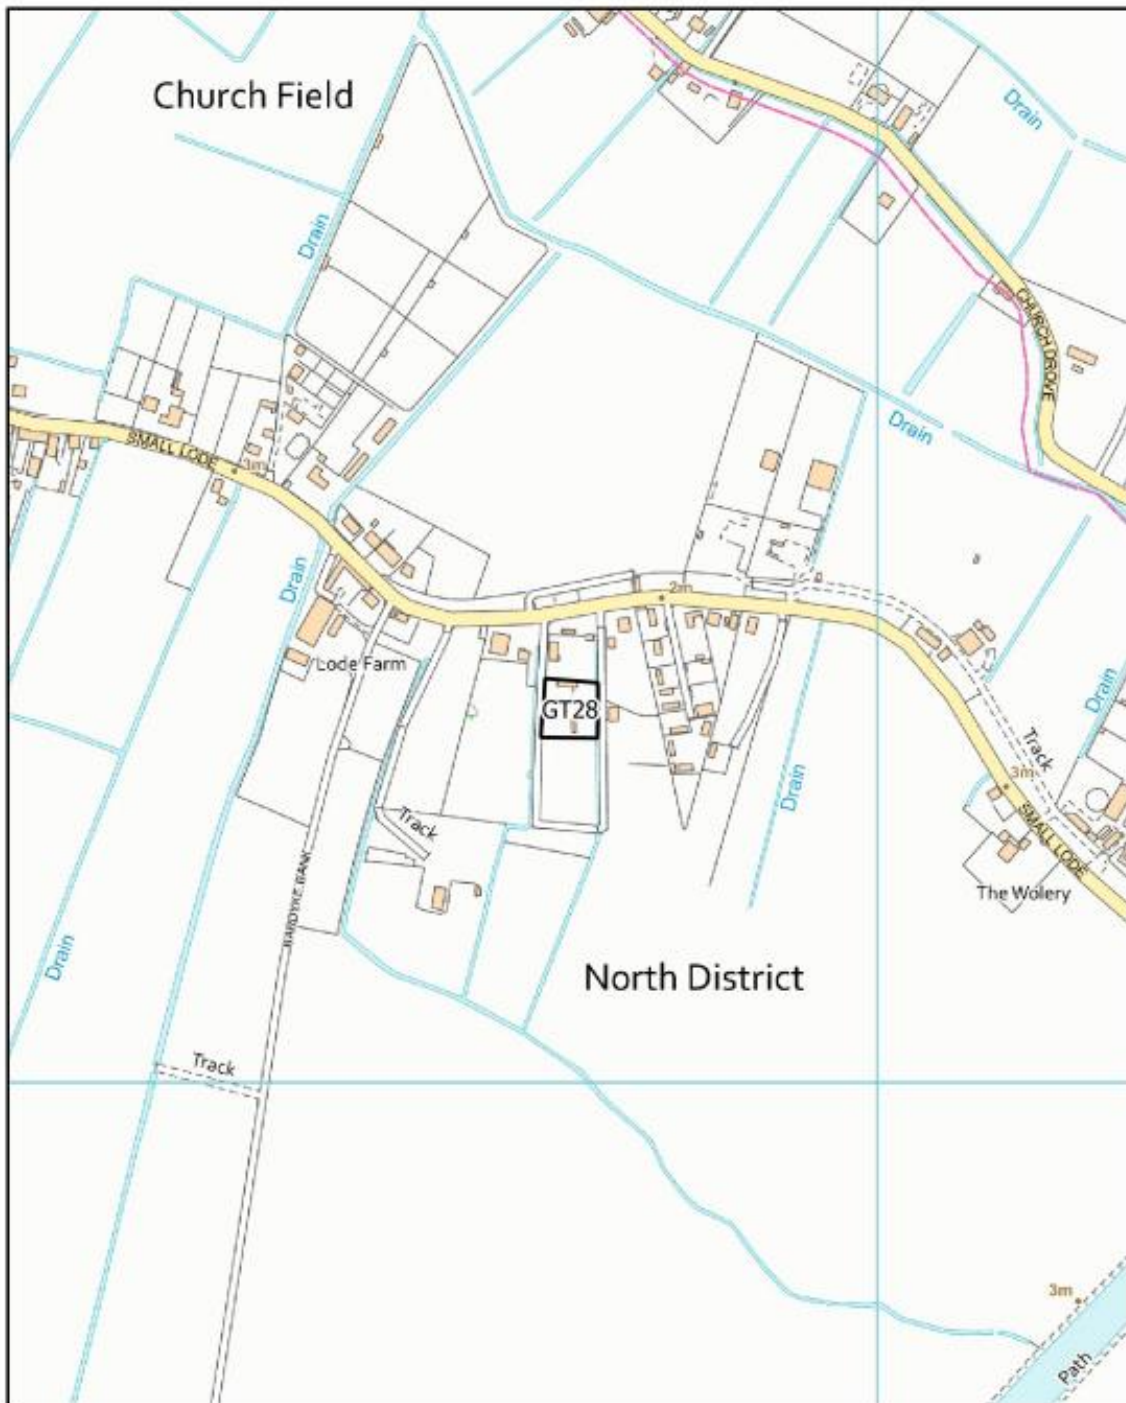 Church Field
Drain
Drain
CHURCH DROVE
Drain
SMALL LODE
3m
Drain
2m
Lode Farm
GT28
Drain
Track
3m
Drain
Track
SMALL LODE
The Wolery
BARDYKE BANK
Drain
North District
Track
3m
Path